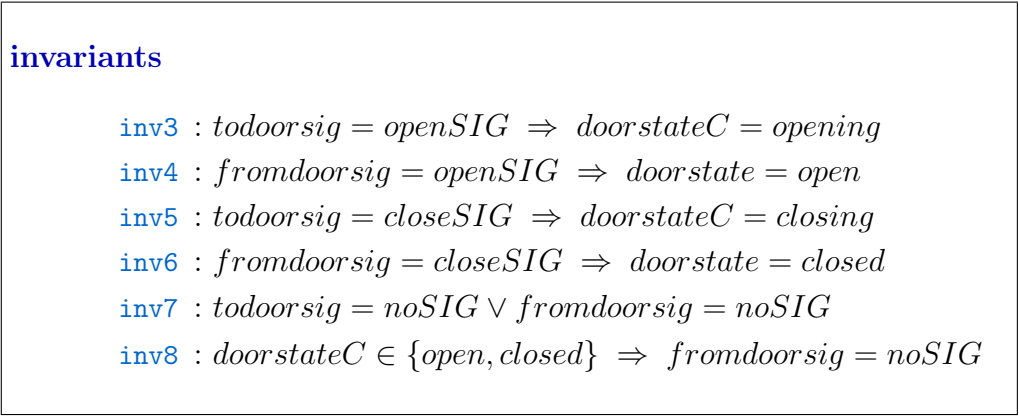 invariants
inv3 : todoorsig = openSIG ⇒ doorstateC = opening
inv4 : fromdoorsig = openSIG ⇒ doorstate = open
inv5 : todoorsig = closeSIG ⇒ doorstateC = closing
inv6 : fromdoorsig = closeSIG ⇒ doorstate = closed
inv7 : todoorsig = noSIG ∨ fromdoorsig = noSIG
inv8 : doorstateC ∈ {open, closed} ⇒ fromdoorsig = noSIG